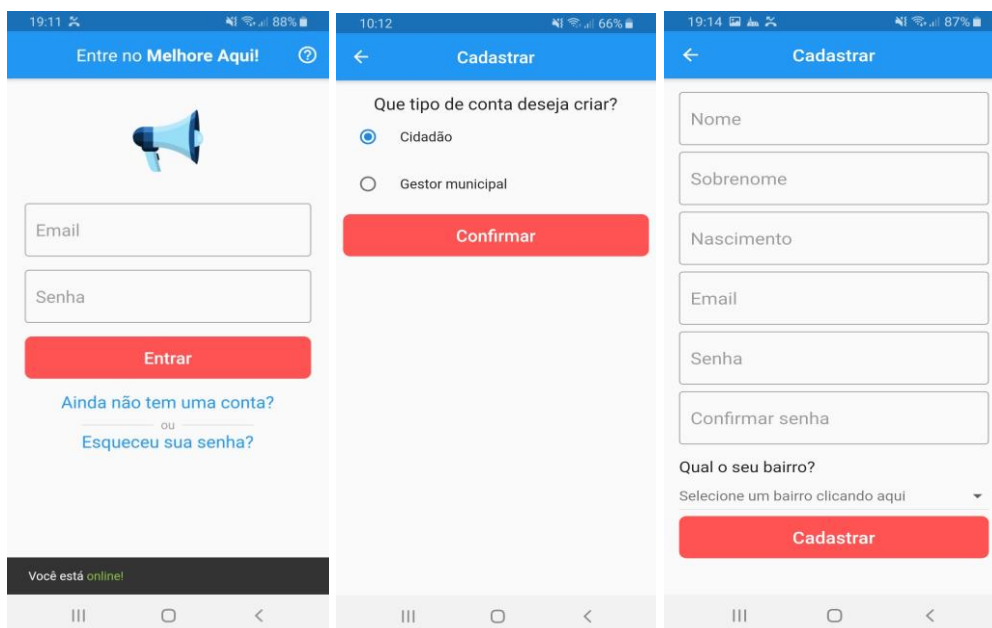 19:11 88%
Entre no Melhore Aqui!
Email
Senha
Entrar
Ainda não tem uma conta?
ou
Esqueceu sua senha?
Você está online!
10:12 66%
Cadastrar
Que tipo de conta deseja criar?
Cidadão
Gestor municipal
Confirmar
19:14 87%
Cadastrar
Nome
Sobrenome
Nascimento
Email
Senha
Confirmar senha
Qual o seu bairro?
Selecione um bairro clicando aqui
Cadastrar